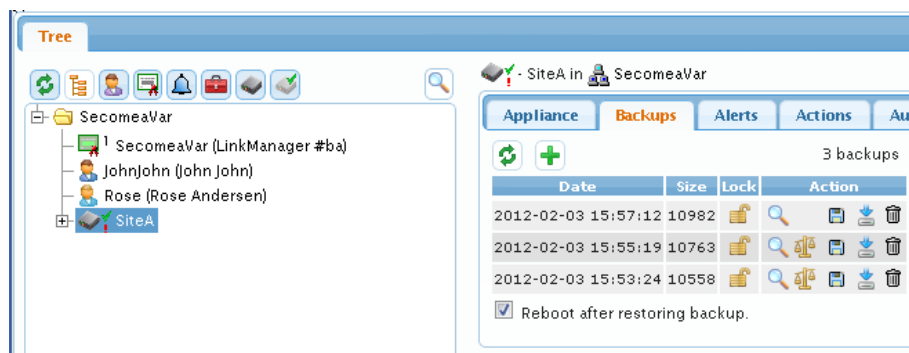 Tree
SiteA in SecomeaVar
SecomeaVar
Appliance Backups Alerts Actions Au
1 SecomeaVar (LinkManager #ba)
JohnJohn (John John)
3 backups
Rose (Rose Andersen)
Date Size Lock Action
SiteA
2012-02-03 15:57:12 10982
2012-02-03 15:55:19 10763
2012-02-03 15:53:24 10558
Reboot after restoring backup.